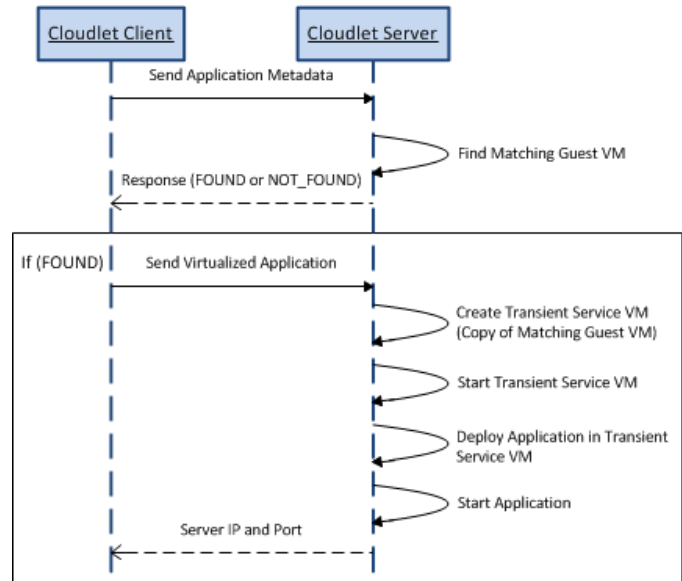 Cloudlet Client
Cloudlet Server
Send Application Metadata
Find Matching Guest VM
Response (FOUND or NOT_FOUND)
If (FOUND)
Send Virtualized Application
Create Transient Service VM
(Copy of Matching Guest VM)
Start Transient Service VM
Deploy Application in Transient
Service VM
Start Application
Server IP and Port